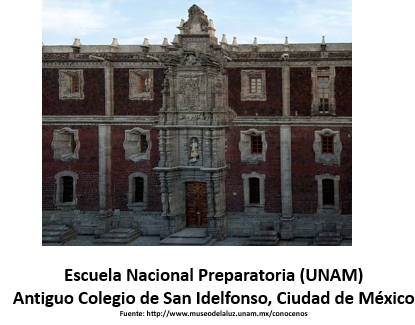 Escuela Nacional Preparatoria (UNAM)
Antiguo Colegio de San Idelfonso, Ciudad de México
Fuente: http://www.museodelaluz.unam.mx/conocenos